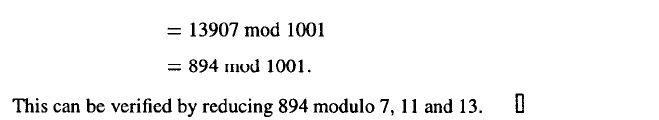 = 13907 mod 1001
= 894 mod 1001.
This can be verified by reducing 894 modulo 7, 11 and 13. ▯